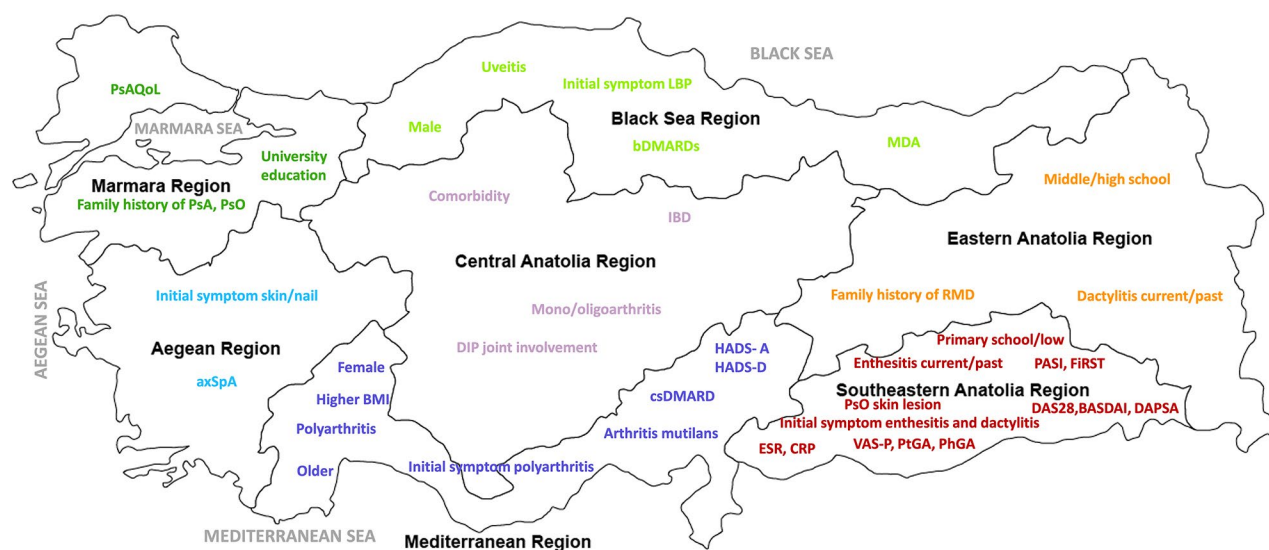 BLACK SEA
Uveitis
Initial symptom LBP
PsAQoL
MARMARA SEA
Male
Black Sea Region
bDMARDs
MDA
University
education
Marmara Region
Family history of PsA, PsO
Middle/high school
Comorbidity
IBD
Eastern Anatolia Region
Central Anatolia Region
AEGEAN SEA
Initial symptom skin/nail
Mono/oligoarthritis
Family history of RMD
Dactylitis current/past
Aegean Region
DIP joint involvement
HADS- A
HADS-D
Primary school/low
Female
Enthesitis current/past
PASI, FiRST
axSpA
Southeastern Anatolia Region
Higher BMI
csDMARD
PsO skin lesion
DAS28,BASDAI, DAPSA
Polyarthritis
Arthritis mutilans
Initial symptom enthesitis and dactylitis
ESR, CRP
VAS-P, PtGA, PhGA
Older
Initial symptom polyarthritis
MEDITERRANEAN SEA
Mediterranean Region